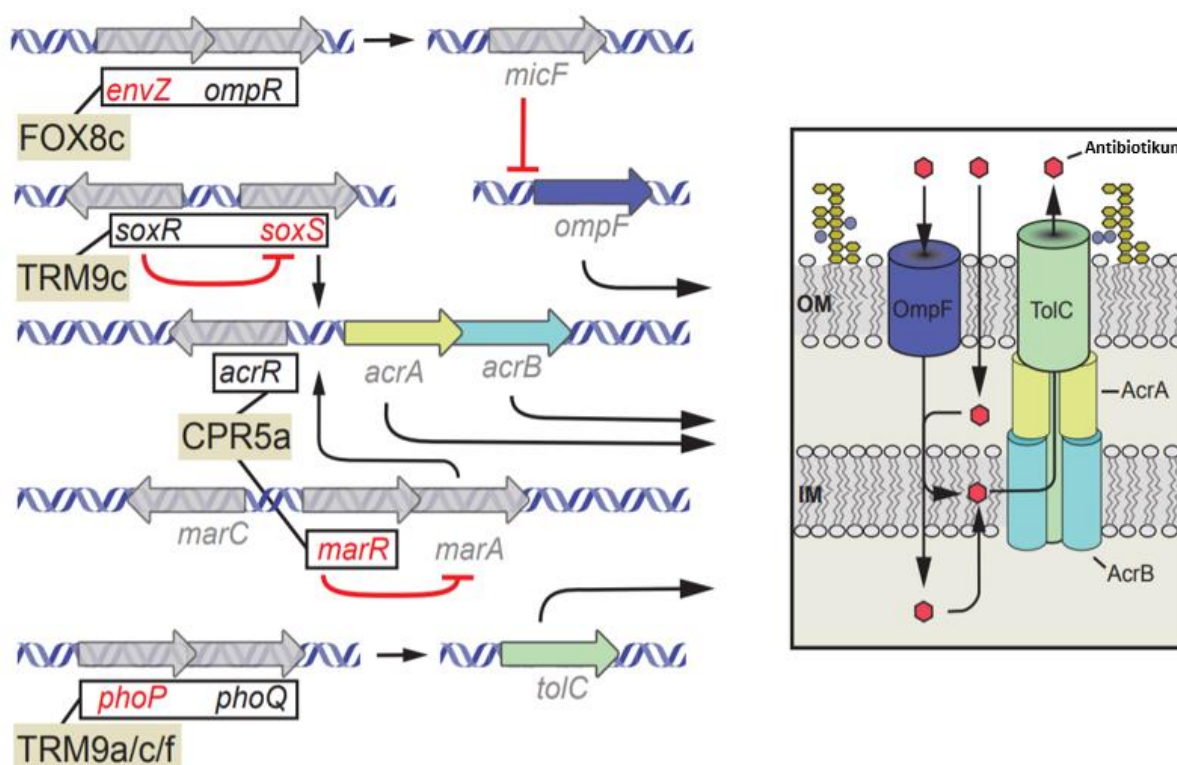 envZ ompR
FOX8c
micF
soxR soxS
TRM9c
ompF
acrR
acrA
acrB
CPR5a
marC
marR
marA
phoP phoQ
TRM9a/c/f
tolC
Antibiotikum
OM
OmpF
TolC
AcrA
IM
AcrB